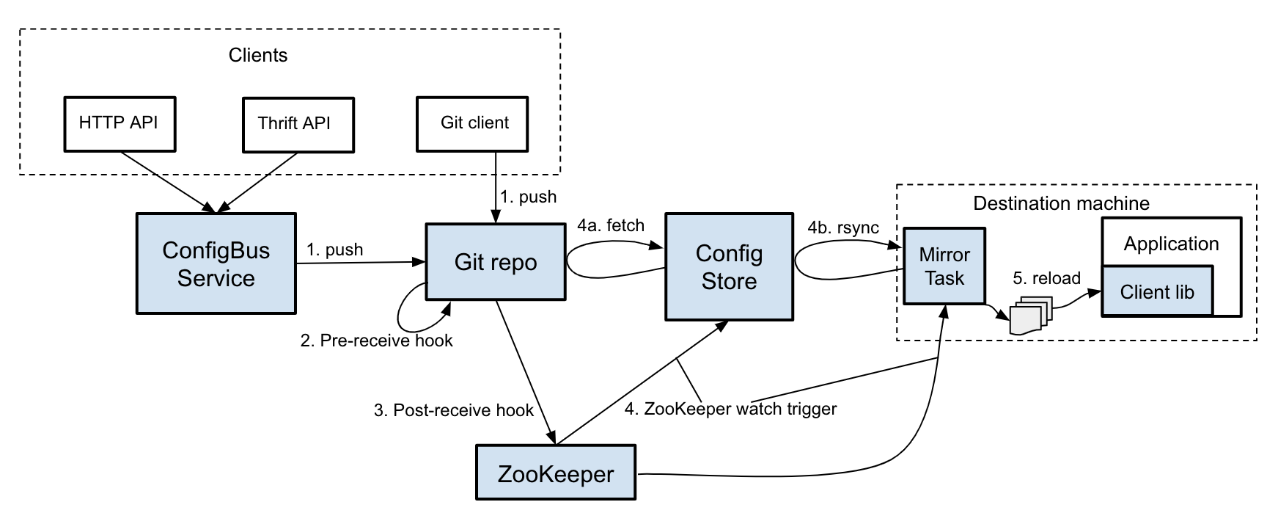 Clients
HTTP API
Thrift API
Git client
1. push
ConfigBus
Service
1. push
Git repo
2. Pre-receive hook
4a. fetch
Config
Store
4b. rsync
Destination machine
Mirror
Task
5. reload
Application
Client lib
3. Post-receive hook
4. ZooKeeper watch trigger
ZooKeeper